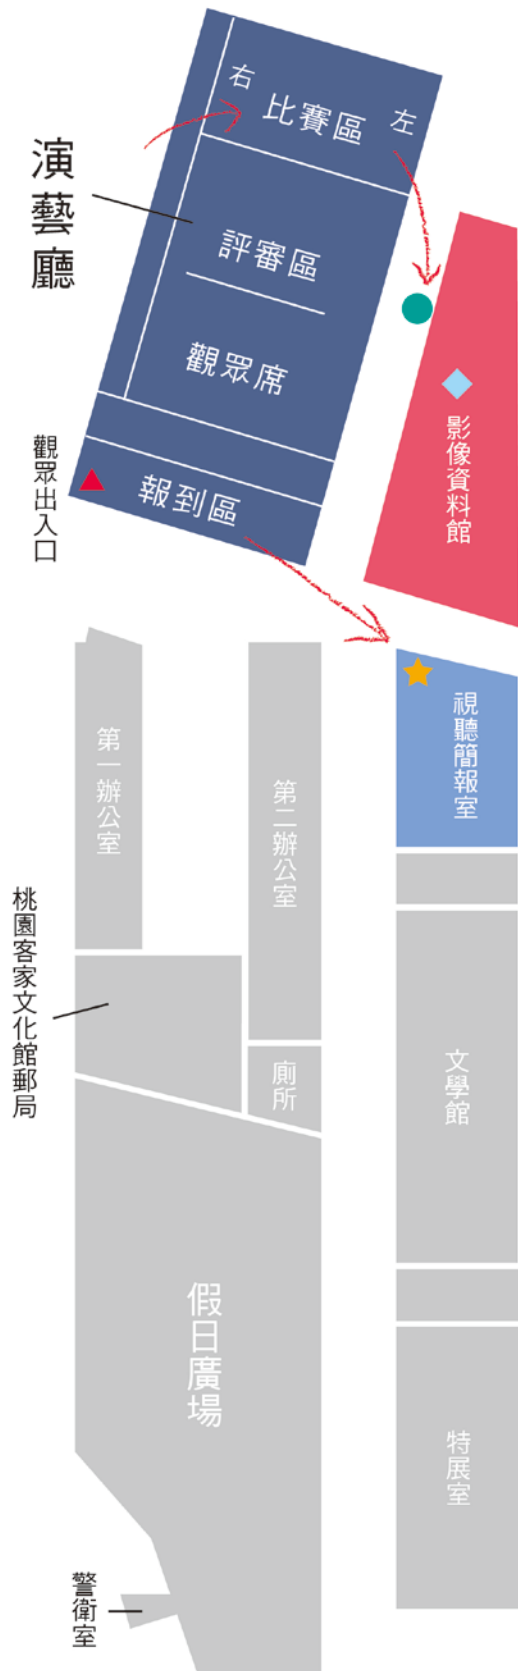 右
比賽區
左
演藝廳
評審區
觀眾席
觀眾出入口
報到區
影像資料館
視聽簡報室
第一辦公室
第二辦公室
桃園客家文化館郵局
廁所
文學館
假日廣場
特展室
警衛室